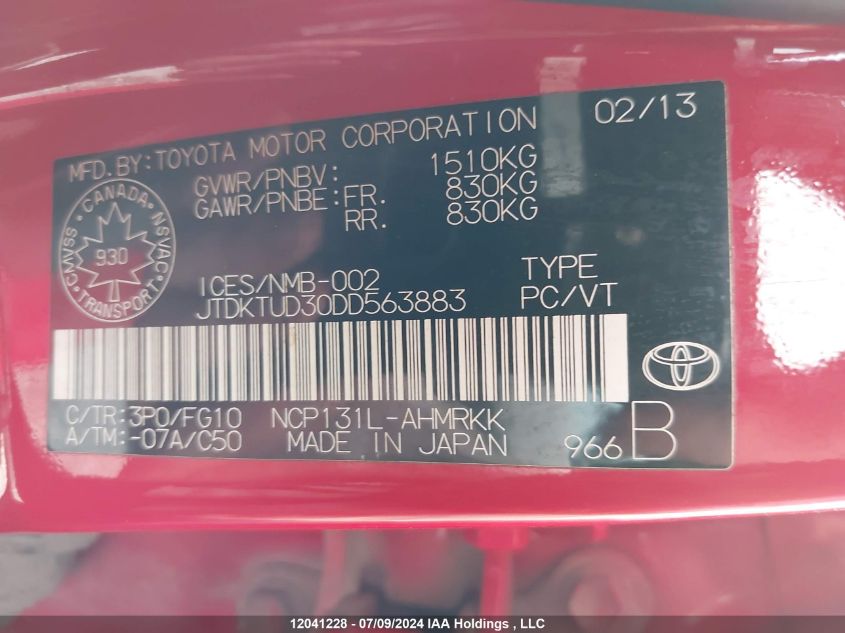 MFD.BY:TOYOTA MOTOR CORPORATION 02/13
GVWR/PNBV: 1510KG
GAWR/PNBE:FR. 830KG
RR. 830KG
CANADA
CMVSS 930 NSVAC
TRANSPORT
ICES/NMB-002 TYPE
JTDKTUD30DD563883 PC/VT
C/TR:3P0/FG10 NCP131L-AHMRKK
A/TM:-07A/C50 MADE IN JAPAN 966 B
12041228 - 07/09/2024 IAA Holdings , LLC